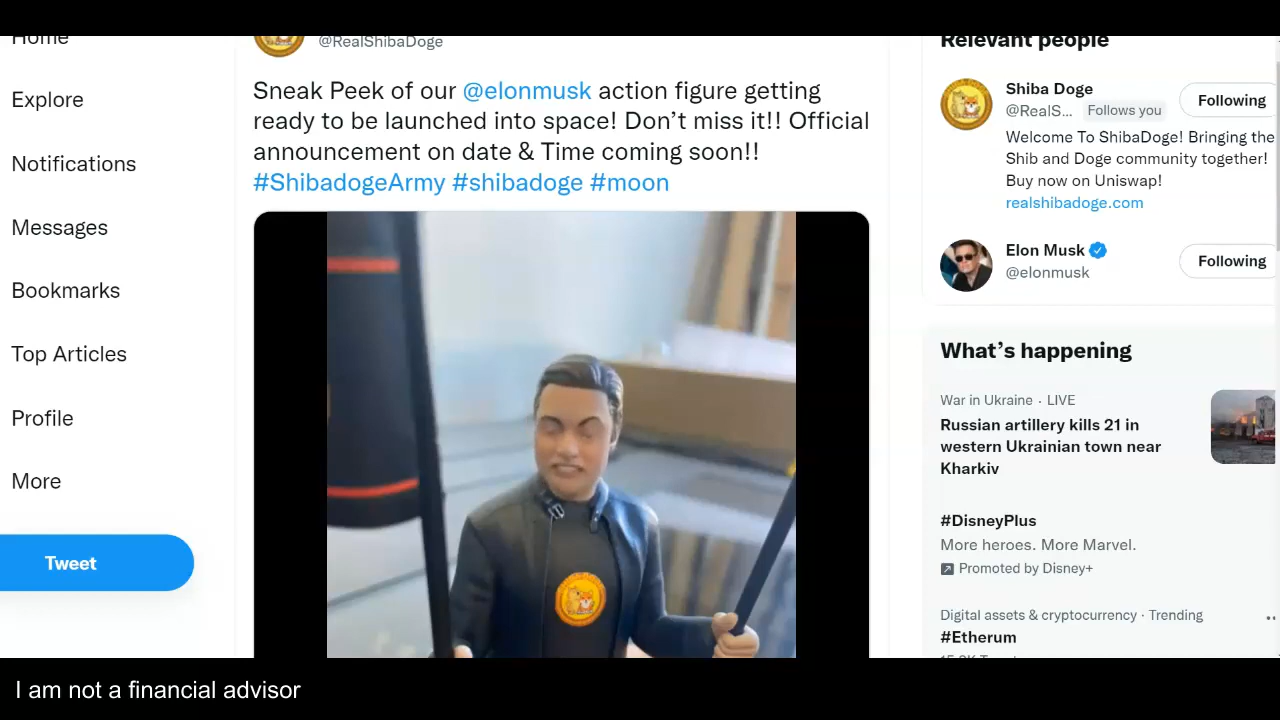 Home
Explore
Notifications
Messages
Bookmarks
Top Articles
Profile
More
Tweet
@RealShibaDoge
Sneak Peek of our @elonmusk action figure getting
ready to be launched into space! Don’t miss it!! Official
announcement on date & Time coming soon!!
#ShibadogeArmy #shibadoge #moon
Relevant people
Shiba Doge
@RealS... Follows you
Following
Welcome To ShibaDoge! Bringing the
Shib and Doge community together!
Buy now on Uniswap!
realshibadoge.com
Elon Musk
@elonmusk
Following
What’s happening
War in Ukraine · LIVE
Russian artillery kills 21 in
western Ukrainian town near
Kharkiv
#DisneyPlus
More heroes. More Marvel.
Promoted by Disney+
Digital assets & cryptocurrency · Trending
#Etherum
I am not a financial advisor